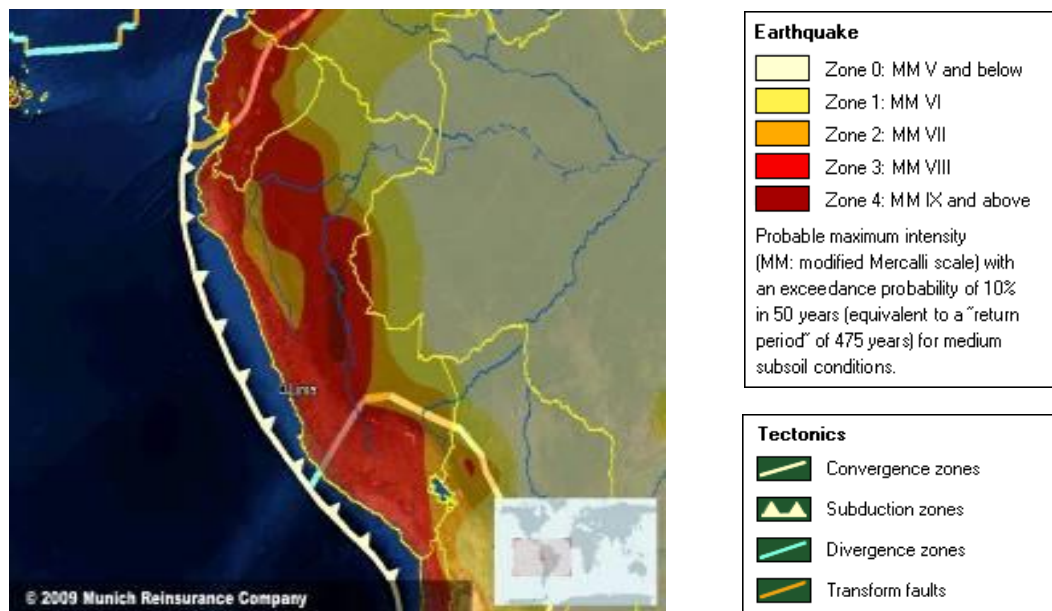 Lima
© 2009 Munich Reinsurance Company
Earthquake
Zone 0: MM V and below
Zone 1: MM VI
Zone 2: MM VII
Zone 3: MM VIII
Zone 4: MM IX and above
Probable maximum intensity
(MM: modified Mercalli scale) with
an exceedance probability of 10%
in 50 years (equivalent to a "return
period" of 475 years) for medium
subsoil conditions.
Tectonics
Convergence zones
Subduction zones
Divergence zones
Transform faults